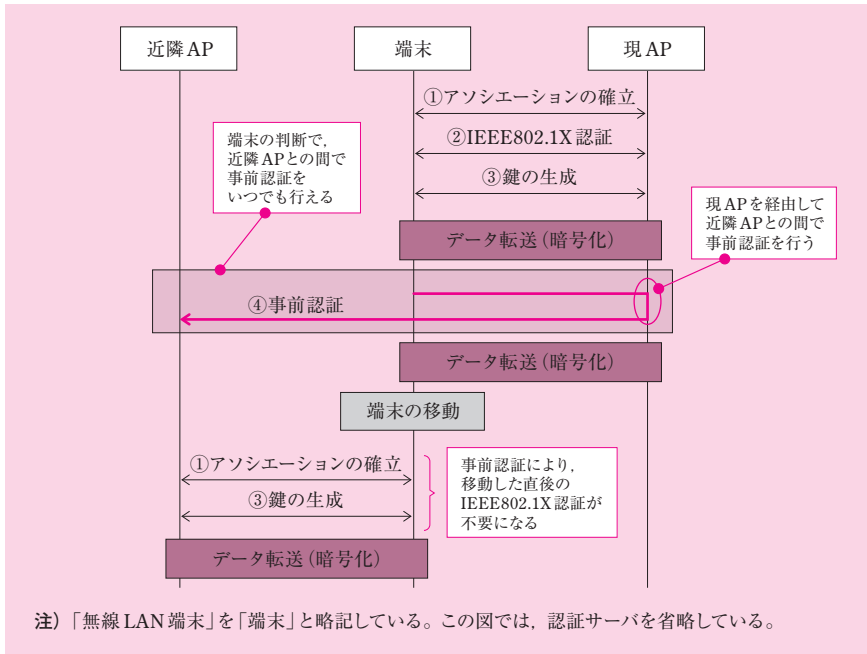 近隣AP
端末
現AP
①アソシエーションの確立
②IEEE802.1X認証
③鍵の生成
端末の判断で,
近隣APとの間で
事前認証を
いつでも行える
現APを経由して
近隣APとの間で
事前認証を行う
データ転送(暗号化)
④事前認証
データ転送(暗号化)
端末の移動
①アソシエーションの確立
③鍵の生成
事前認証により,
移動した直後の
IEEE802.1X認証が
不要になる
データ転送(暗号化)
注)「無線LAN端末」を「端末」と略記している。この図では, 認証サーバを省略している。